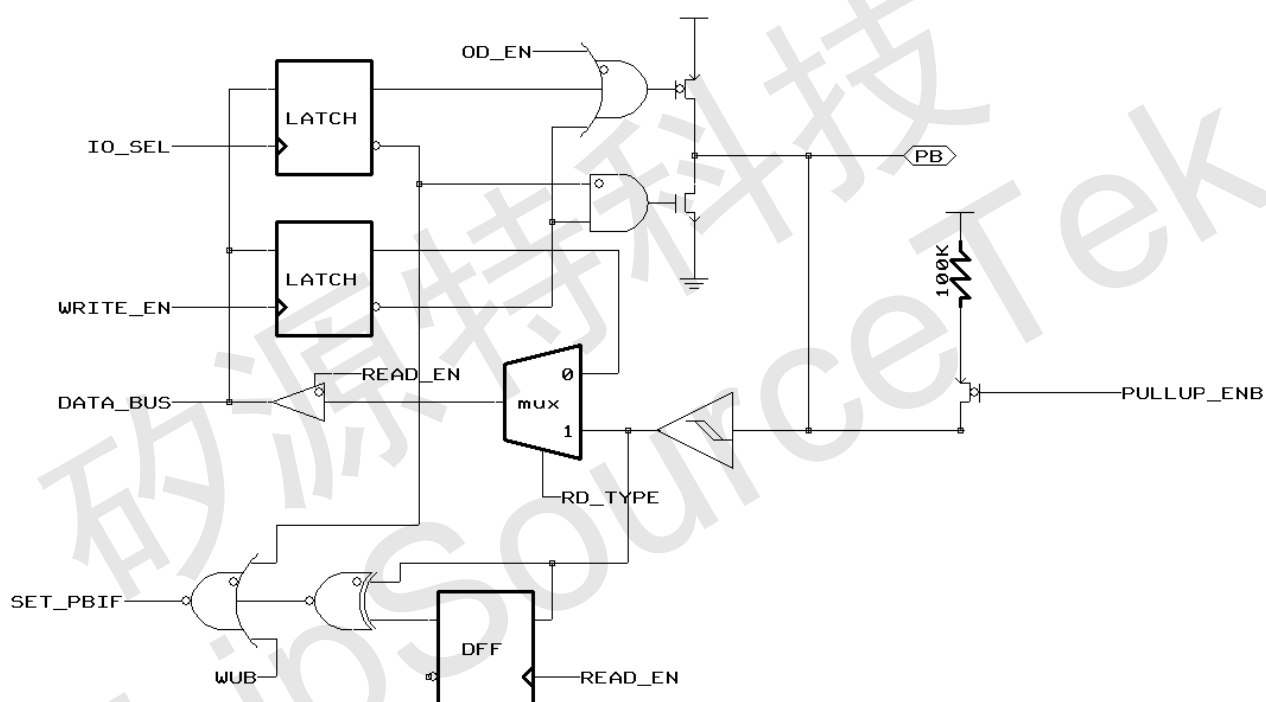 OD_EN
LATCH
IO_SEL
PB
LATCH
WRITE_EN
100K
READ_EN
0
DATA_BUS
mux
PULLUP_ENB
1
RD_TYPE
SET_PBIF
DFF
WUB
READ_EN
矽源特科技
ipSourceTek